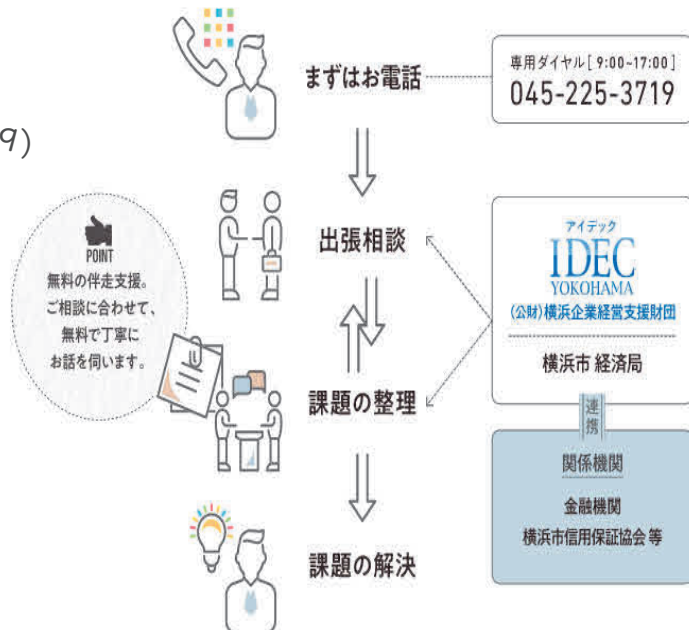 まずはお電話
専用ダイヤル[ 9:00-17:00 ]
045-225-3719
9)
POINT
無料の伴走支援。
ご相談に合わせて、
無料で丁寧に
お話を伺います。
出張相談
課題の整理
課題の解決
アイデック
IDEC
YOKOHAMA
(公財)横浜企業経営支援財団
横浜市 経済局
連携
関係機関
金融機関
横浜市信用保証協会 等